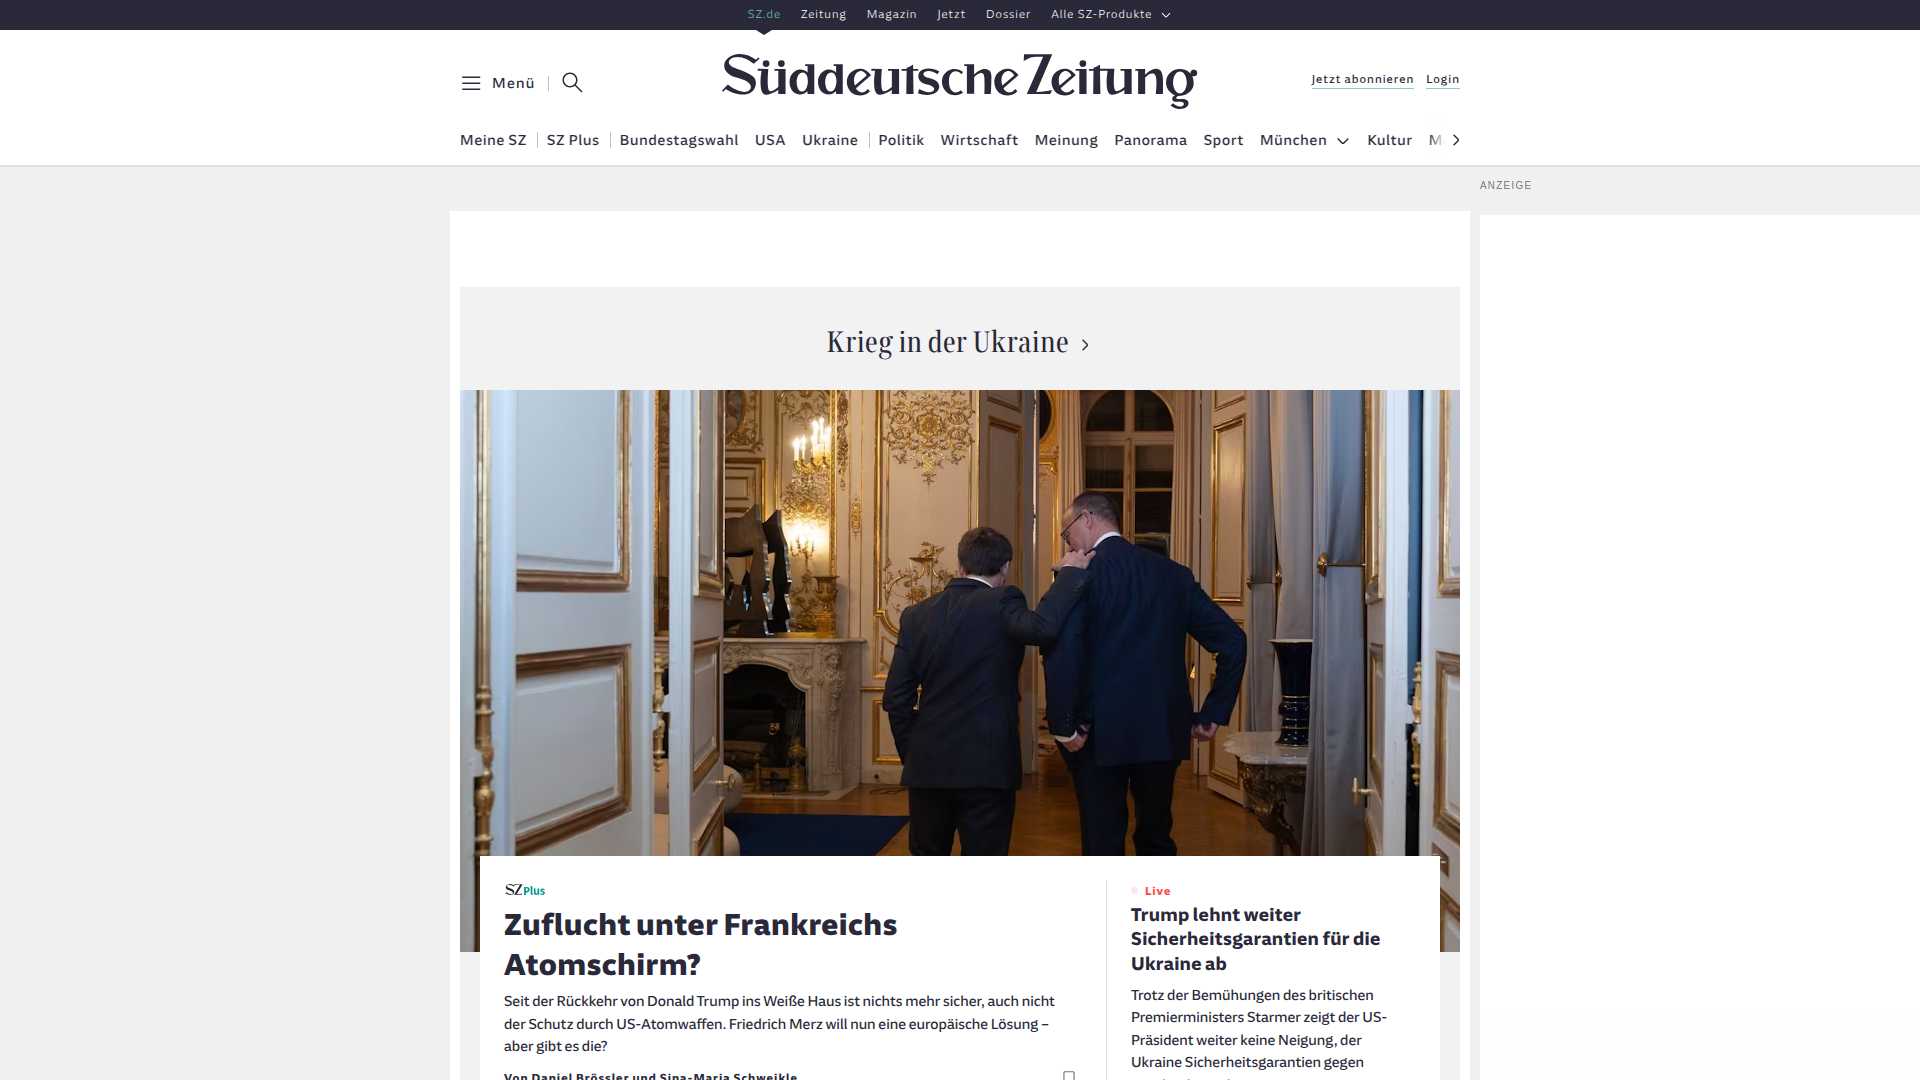 SZ.de Zeitung Magazin Jetzt Dossier Alle SZ-Produkte
Menü
Süddeutsche Zeitung
Jetzt abonnieren Login
Meine SZ SZ Plus Bundestagswahl USA Ukraine Politik Wirtschaft Meinung Panorama Sport München Kultur M
ANZEIGE
Krieg in der Ukraine
SZ Plus
Zuflucht unter Frankreichs
Atomschirm?
Seit der Rückkehr von Donald Trump ins Weiße Haus ist nichts mehr sicher, auch nicht
der Schutz durch US-Atomwaffen. Friedrich Merz will nun eine europäische Lösung –
aber gibt es die?
Von Daniel Brössler und Sina-Maria Schweikle
Live
Trump lehnt weiter
Sicherheitsgarantien für die
Ukraine ab
Trotz der Bemühungen des britischen
Premierministers Starmer zeigt der US-
Präsident weiter keine Neigung, der
Ukraine Sicherheitsgarantien gegen